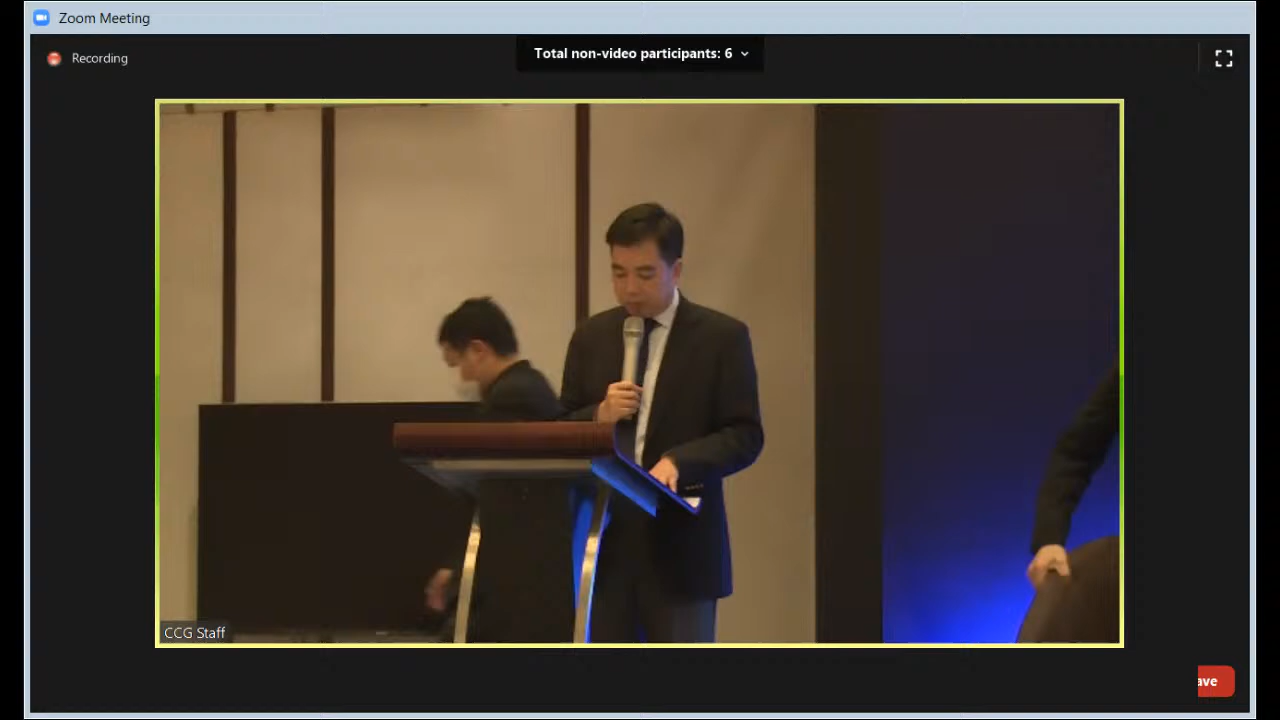 Zoom Meeting
Recording
Total non-video participants: 6
CCG Staff
ave